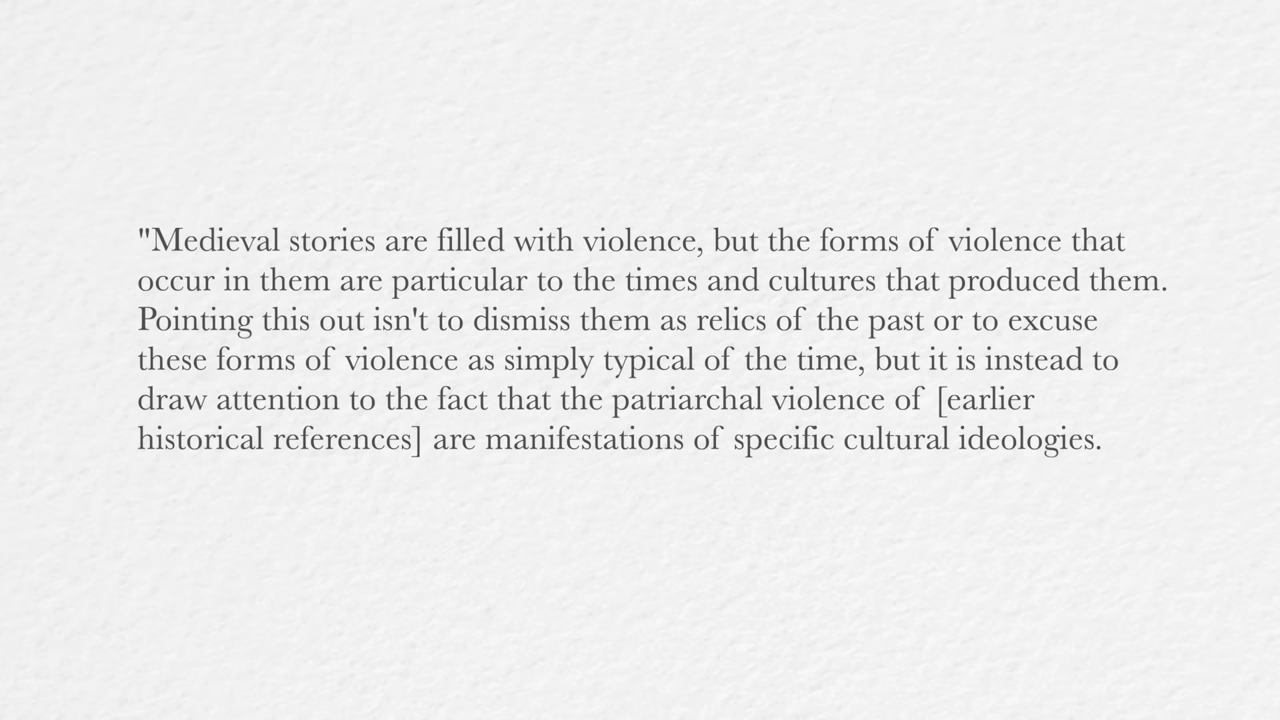 "Medieval stories are filled with violence, but the forms of violence that
occur in them are particular to the times and cultures that produced them.
Pointing this out isn't to dismiss them as relics of the past or to excuse
these forms of violence as simply typical of the time, but it is instead to
draw attention to the fact that the patriarchal violence of [earlier
historical references] are manifestations of specific cultural ideologies.